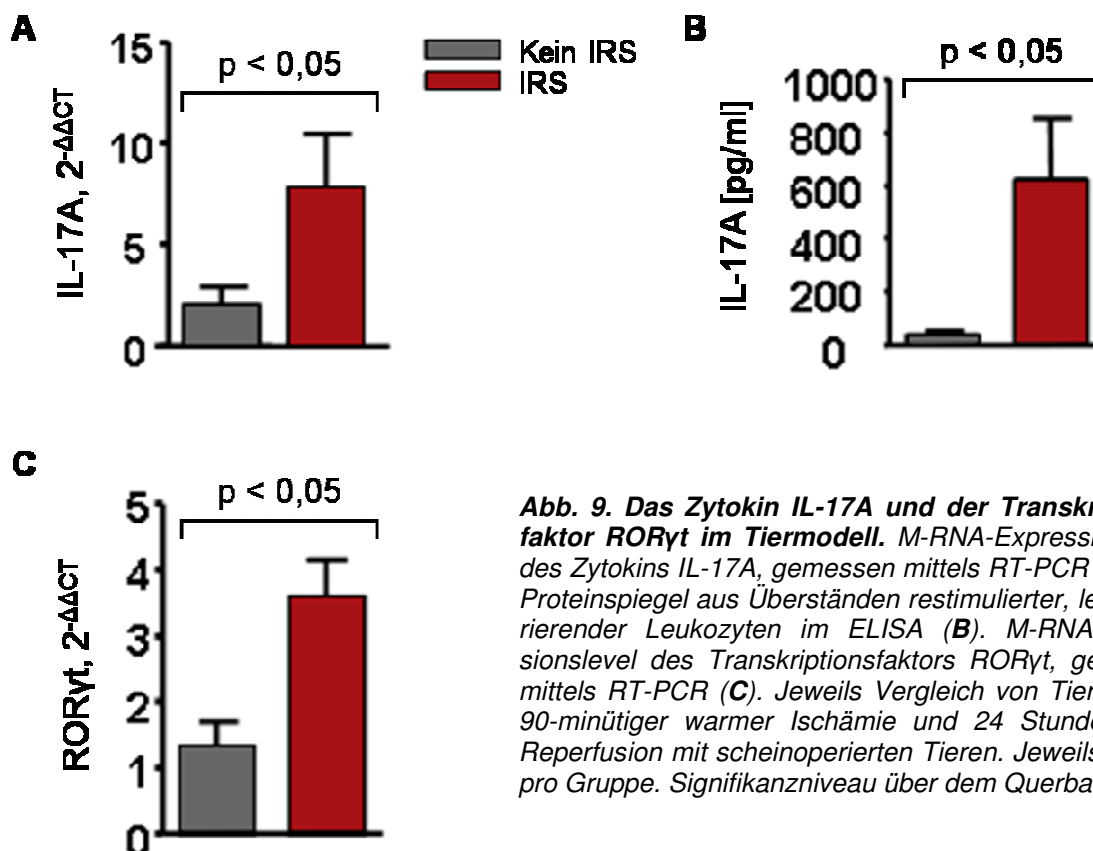 A
15
10
5
0
IL-17A, 2-ΔΔCT
p < 0,05
Kein IRS
IRS
B
p < 0,05
1000
800
600
400
200
0
IL-17A [pg/ml]
C
5
4
3
2
1
0
RORγt, 2-ΔΔCT
p < 0,05
Abb. 9. Das Zytokin IL-17A und der Transkri
faktor RORγt im Tiermodell. M-RNA-Expressi
des Zytokins IL-17A, gemessen mittels RT-PCR
Proteinspiegel aus Überständen restimulierter, le
rierender Leukozyten im ELISA (B). M-RNA
sionslevel des Transkriptionsfaktors RORγt, ge
mittels RT-PCR (C). Jeweils Vergleich von Tier
90-minütiger warmer Ischämie und 24 Stunde
Reperfusion mit scheinoperierten Tieren. Jeweils
pro Gruppe. Signifikanzniveau über dem Querba